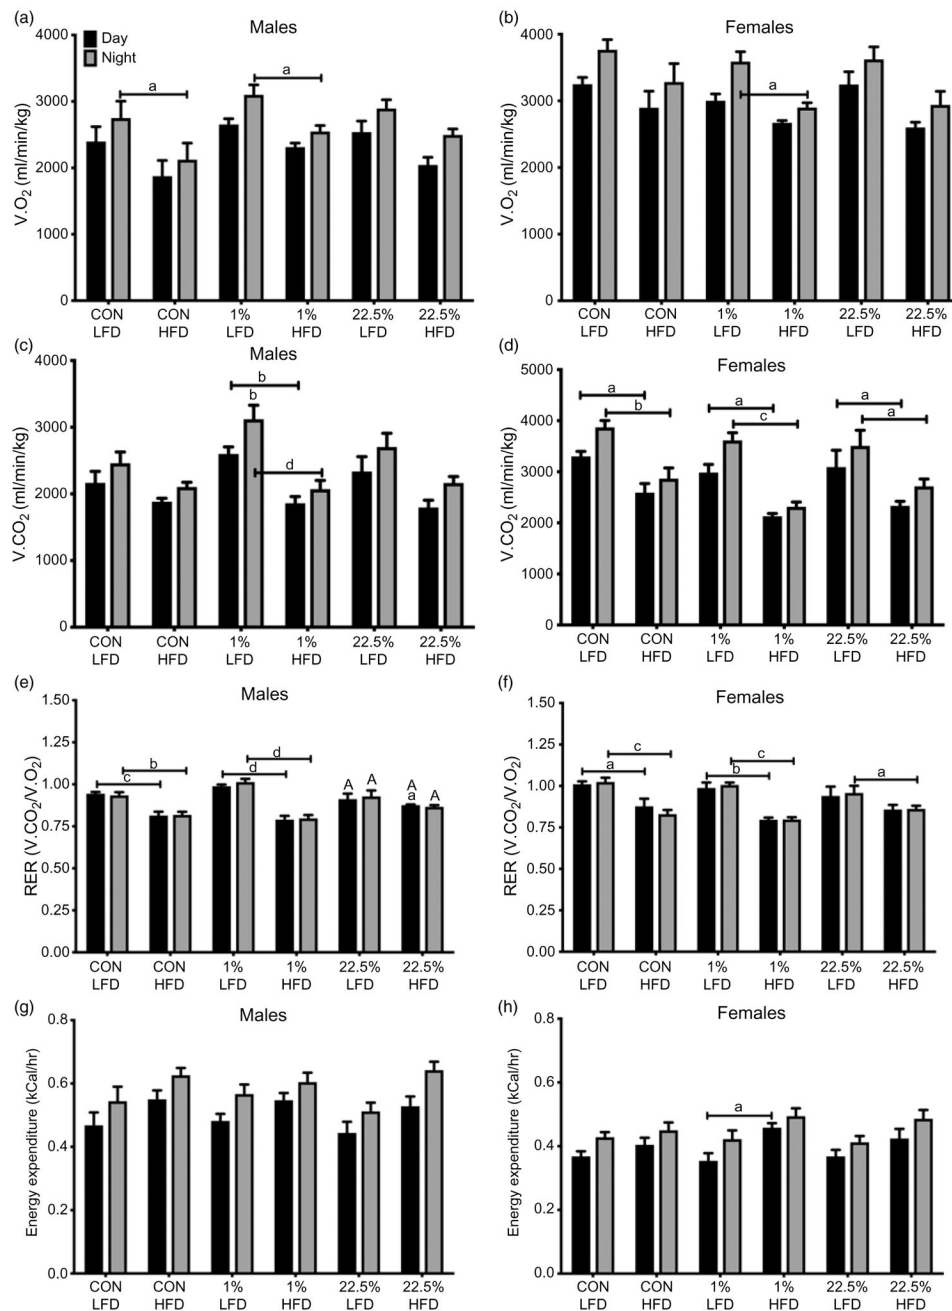 (a)
Males
Day
Night
V.O2 (ml/min/kg)
4000
3000
2000
1000
0
a
a
CON CON 1% 1% 22.5% 22.5%
LFD HFD LFD HFD LFD HFD
(b)
Females
V.O2 (ml/min/kg)
4000
3000
2000
1000
0
a
CON CON 1% 1% 22.5% 22.5%
LFD HFD LFD HFD LFD HFD
(c)
Males
V.CO2 (ml/min/kg)
4000
3000
2000
1000
0
b
b
d
CON CON 1% 1% 22.5% 22.5%
LFD HFD LFD HFD LFD HFD
(d)
Females
V.CO2 (ml/min/kg)
5000
4000
3000
2000
1000
0
a a a
b c a
CON CON 1% 1% 22.5% 22.5%
LFD HFD LFD HFD LFD HFD
(e)
Males
RER (V.CO2/V.O2)
1.50
1.25
1.00
0.75
0.50
0.25
0.00
b d
c d
A A A
a A
CON CON 1% 1% 22.5% 22.5%
LFD HFD LFD HFD LFD HFD
(f)
Females
RER (V.CO2/V.O2)
1.50
1.25
1.00
0.75
0.50
0.25
0.00
c c
a b a
CON CON 1% 1% 22.5% 22.5%
LFD HFD LFD HFD LFD HFD
(g)
Males
Energy expenditure (kCal/hr)
0.8
0.6
0.4
0.2
0.0
CON CON 1% 1% 22.5% 22.5%
LFD HFD LFD HFD LFD HFD
(h)
Females
Energy expenditure (kCal/hr)
0.8
0.6
0.4
0.2
0.0
a
CON CON 1% 1% 22.5% 22.5%
LFD HFD LFD HFD LFD HFD